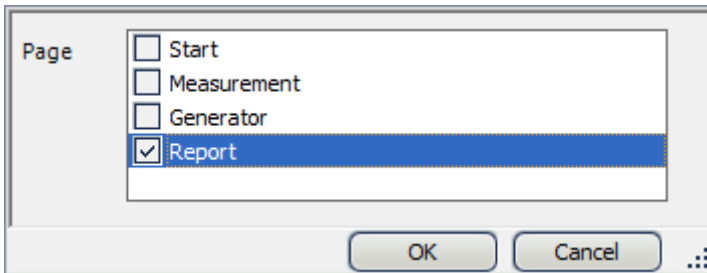 Page
Start
Measurement
Generator
Report
OK Cancel